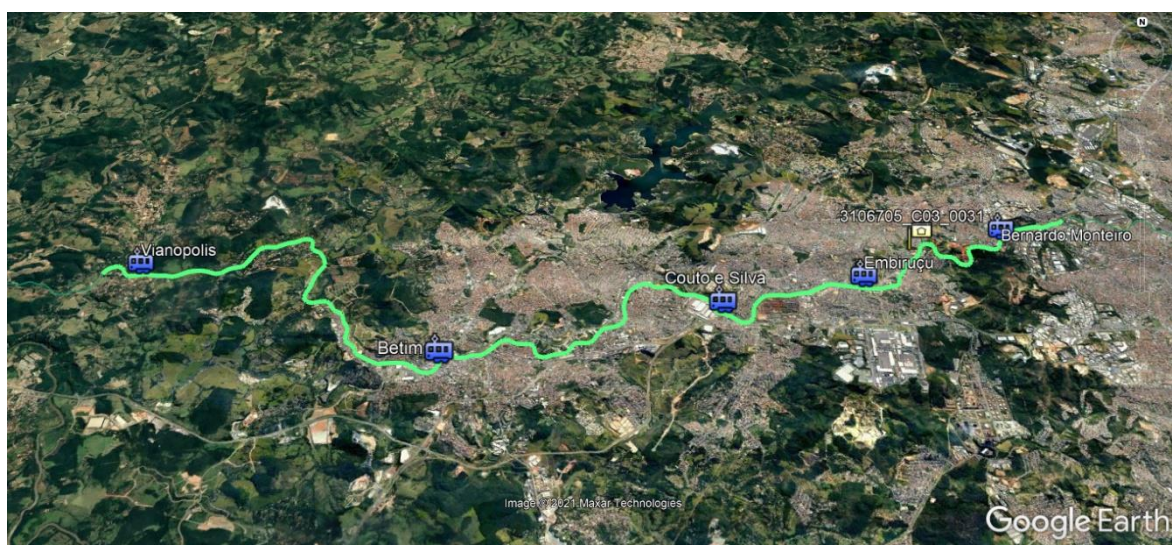 N
3106705_C03_0031
Bernardo Monteiro
Vianopolis
Embiruçu
Couto e Silva
Betim
Image © 2021 Maxar Technologies
Google Earth